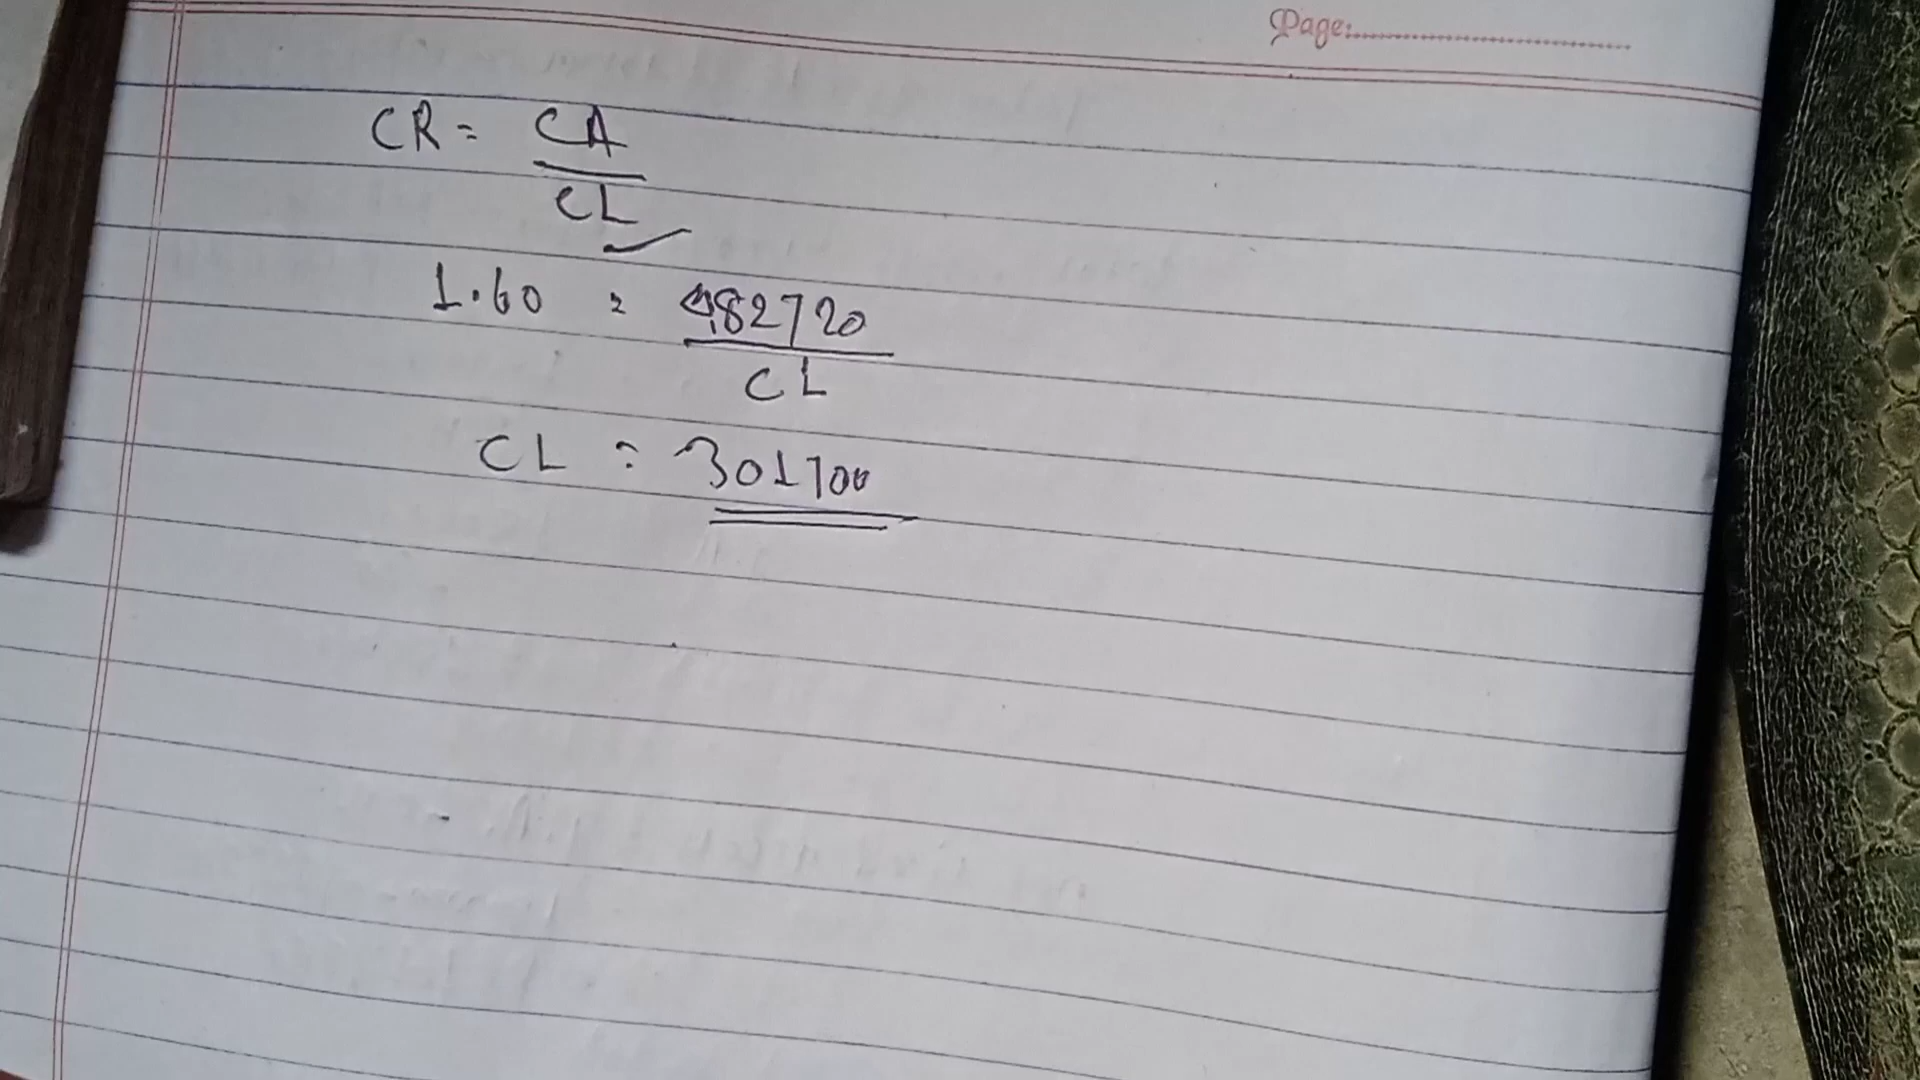 Page:
CR = CA
CL
1.60 = 482720
CL
CL = 301700